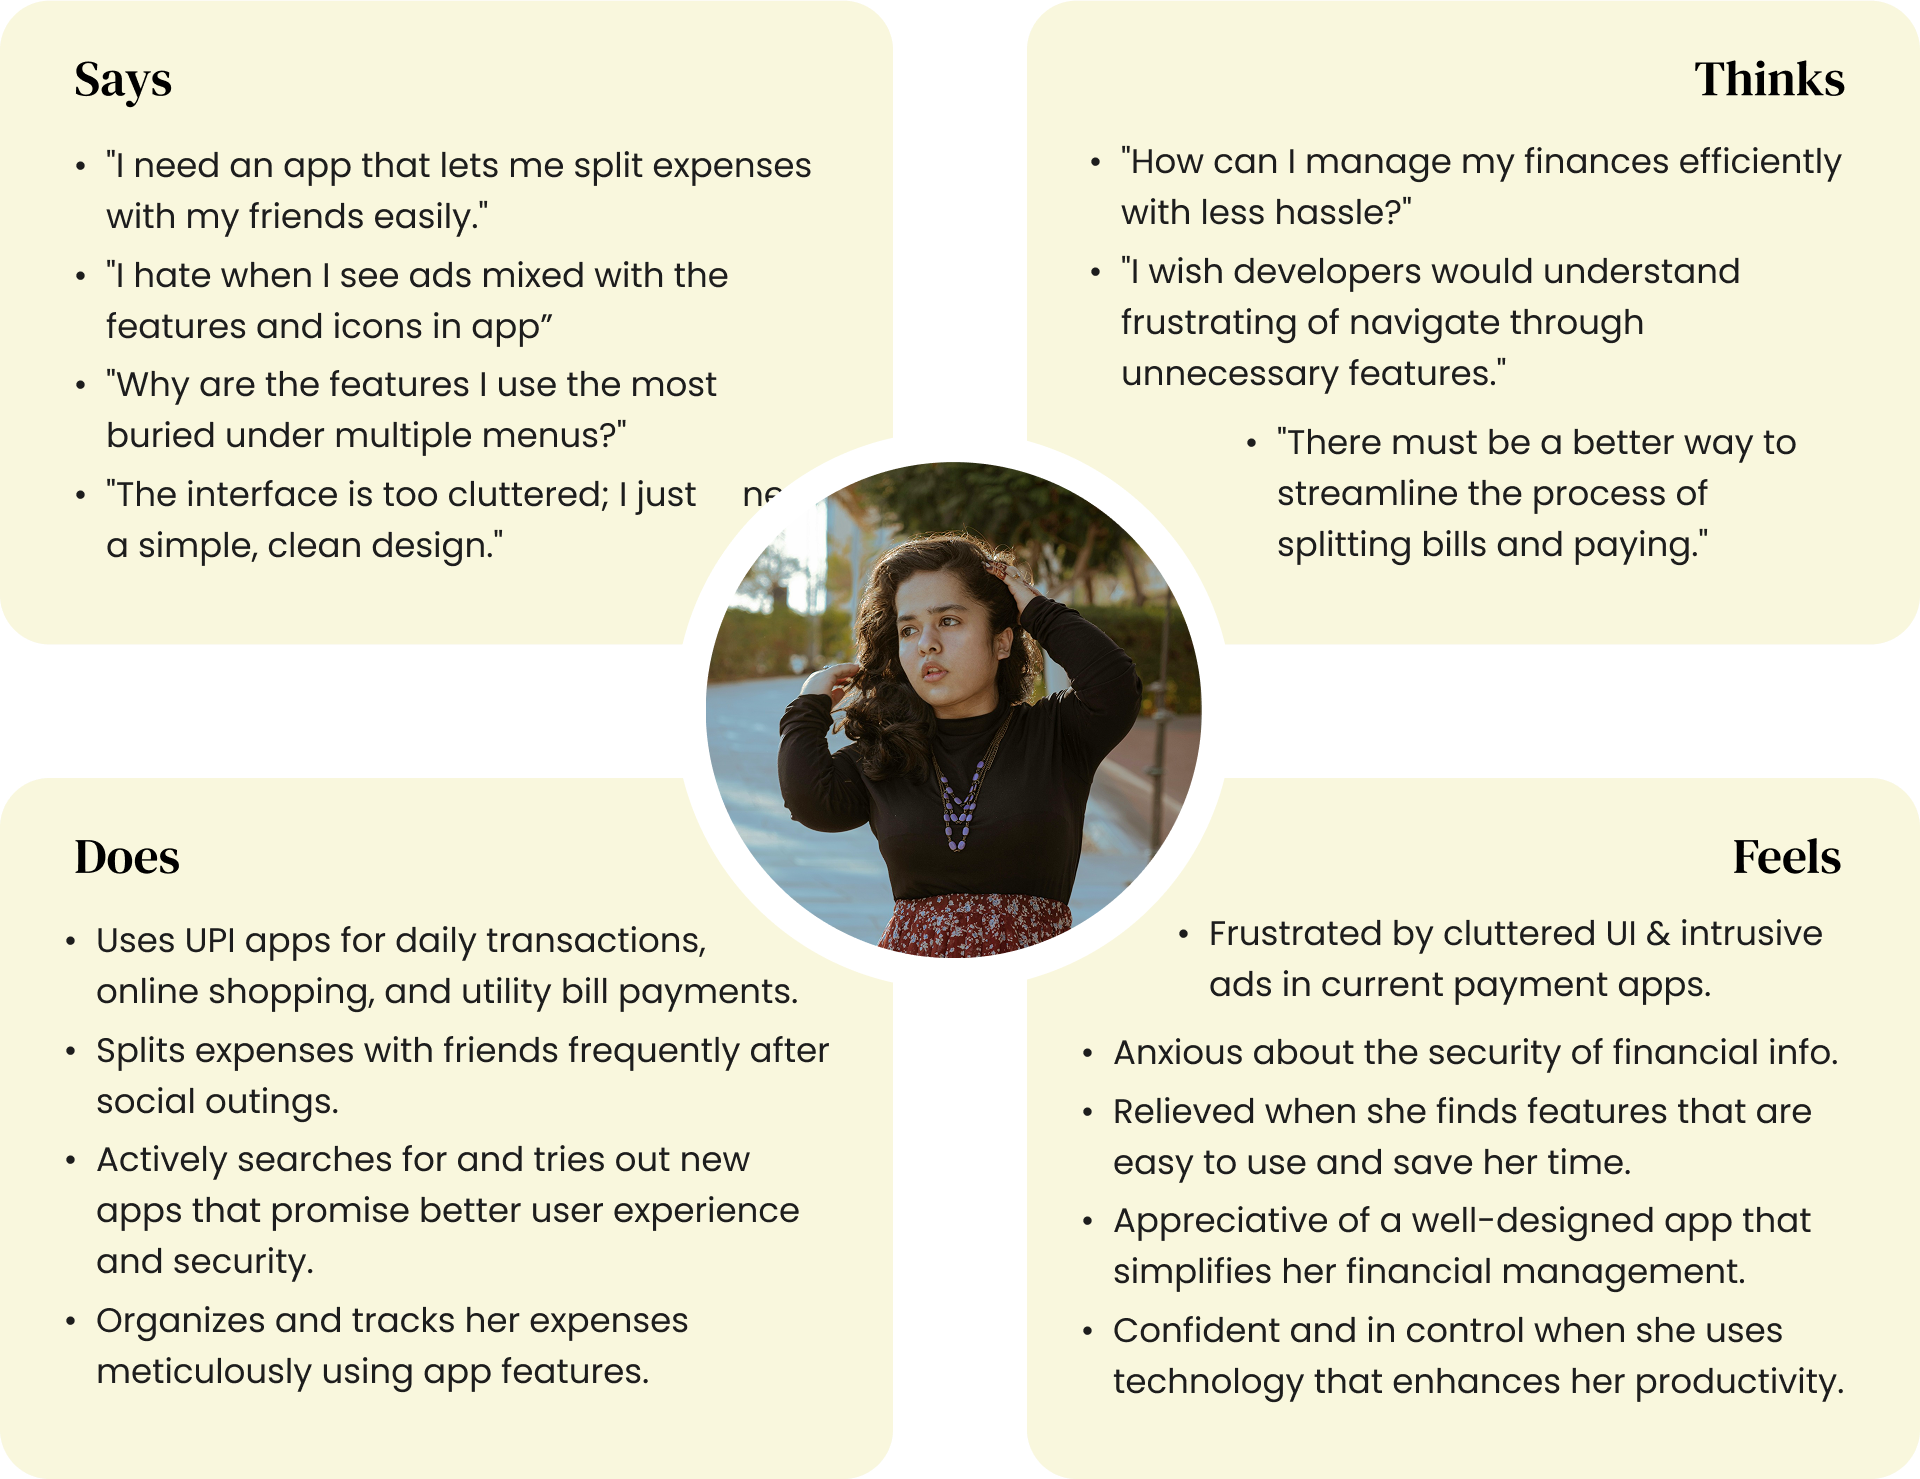 Says
• "I need an app that lets me split expenses
with my friends easily."
• "I hate when I see ads mixed with the
features and icons in app”
• "Why are the features I use the most
buried under multiple menus?"
• "The interface is too cluttered; I just
a simple, clean design."
Thinks
• "How can I manage my finances efficiently
with less hassle?"
• "I wish developers would understand
frustrating of navigate through
unnecessary features."
• "There must be a better way to
streamline the process of
splitting bills and paying."
Does
• Uses UPI apps for daily transactions,
online shopping, and utility bill payments.
• Splits expenses with friends frequently after
social outings.
• Actively searches for and tries out new
apps that promise better user experience
and security.
• Organizes and tracks her expenses
meticulously using app features.
Feels
• Frustrated by cluttered UI & intrusive
ads in current payment apps.
• Anxious about the security of financial info.
• Relieved when she finds features that are
easy to use and save her time.
• Appreciative of a well-designed app that
simplifies her financial management.
• Confident and in control when she uses
technology that enhances her productivity.